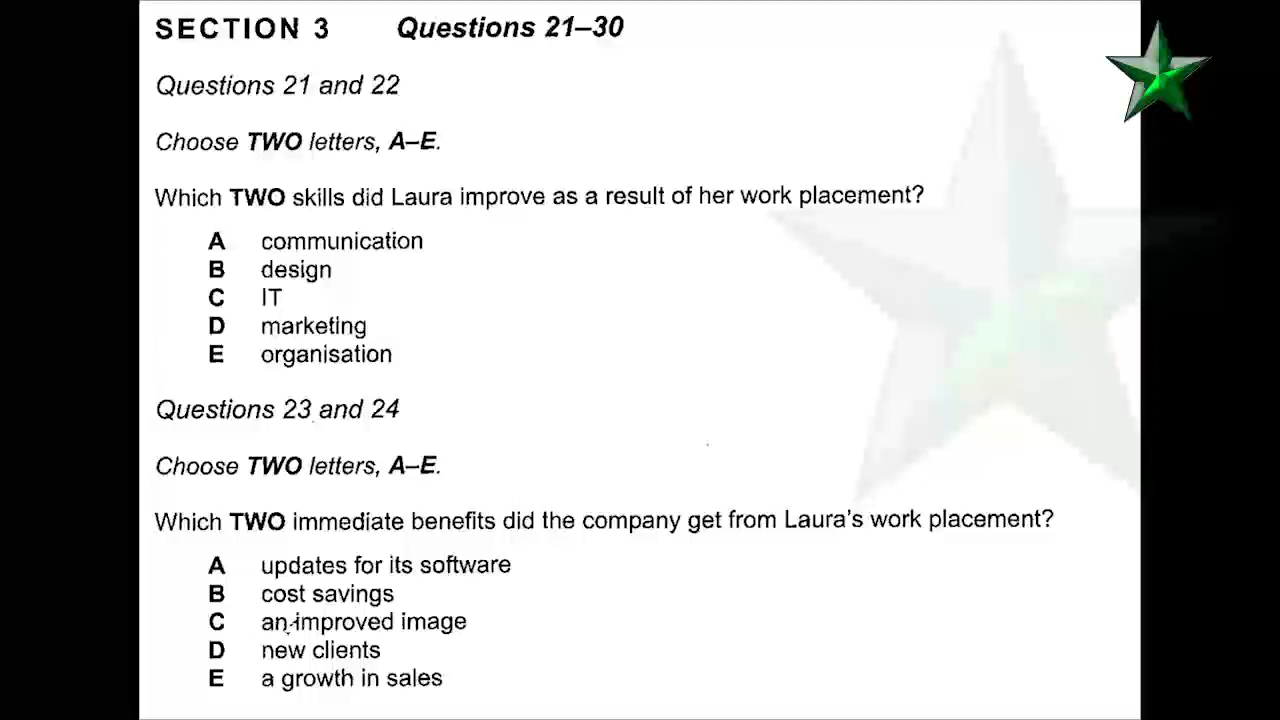 SECTION 3 Questions 21–30
Questions 21 and 22
Choose TWO letters, A–E.
Which TWO skills did Laura improve as a result of her work placement?
A communication
B design
C IT
D marketing
E organisation
Questions 23 and 24
Choose TWO letters, A–E.
Which TWO immediate benefits did the company get from Laura's work placement?
A updates for its software
B cost savings
C an improved image
D new clients
E a growth in sales